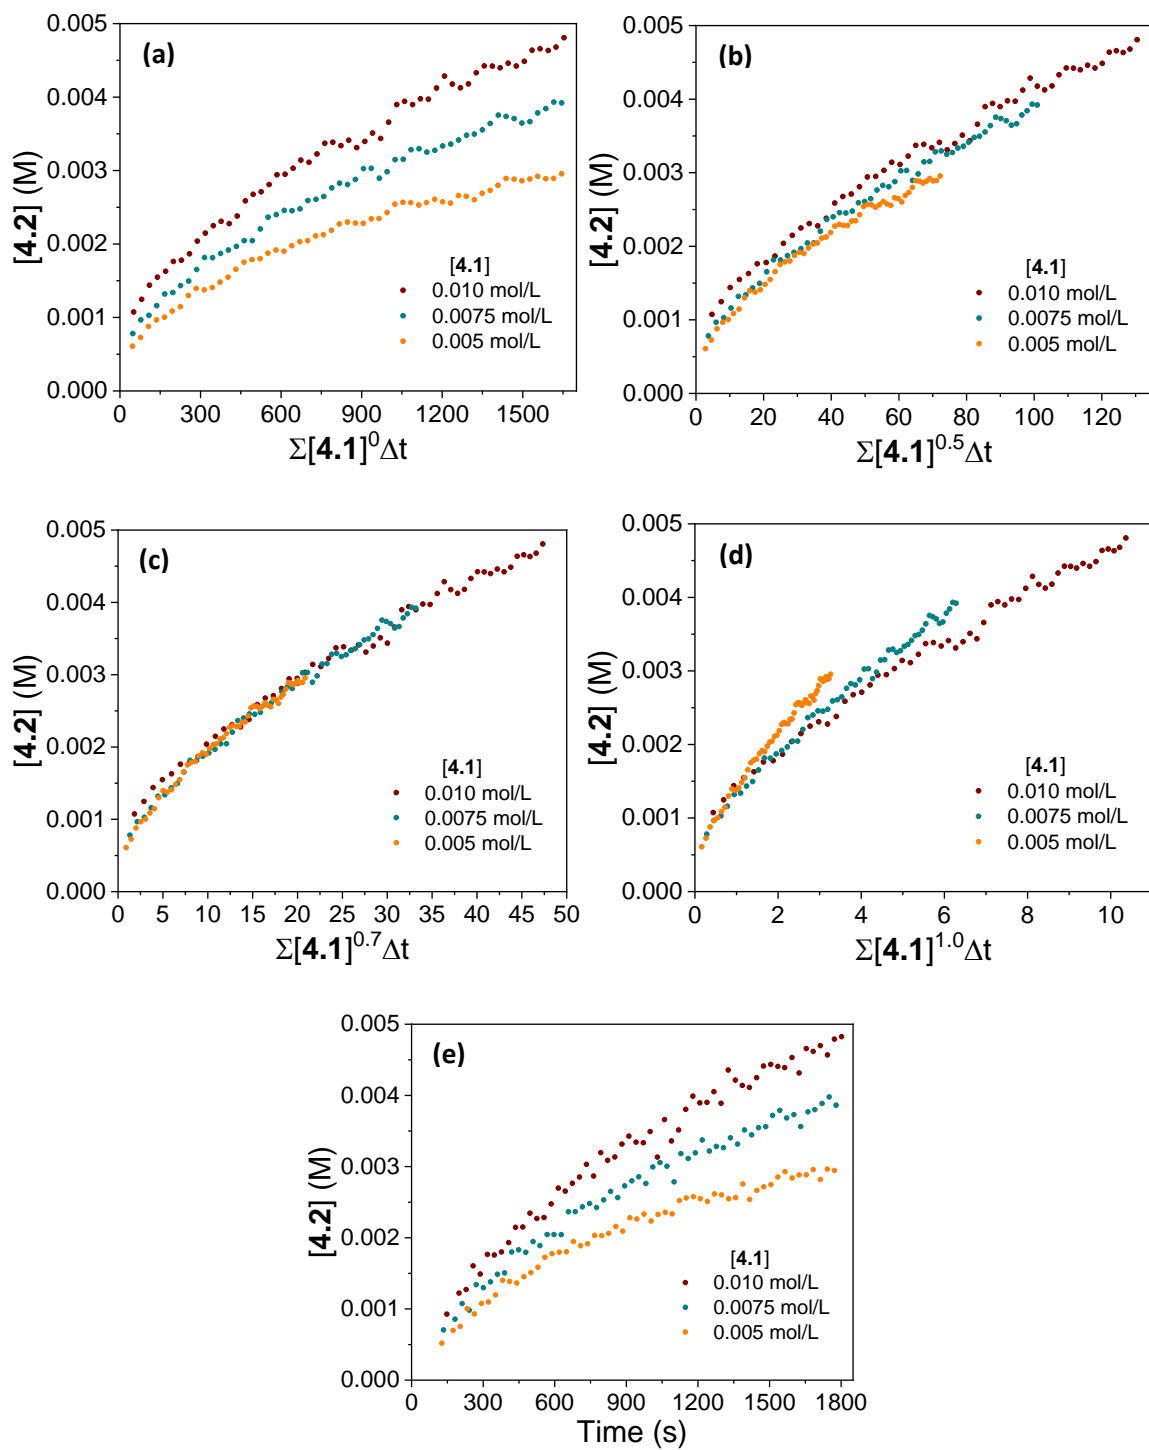 (a)
[4.2] (M)
0.005
0.004
0.003
0.002
0.001
0.000
0 300 600 900 1200 1500
Σ[4.1]⁰Δt
[4.1]
0.010 mol/L
0.0075 mol/L
0.005 mol/L
(b)
[4.2] (M)
0.005
0.004
0.003
0.002
0.001
0.000
0 20 40 60 80 100 120
Σ[4.1]⁰·⁵Δt
[4.1]
0.010 mol/L
0.0075 mol/L
0.005 mol/L
(c)
[4.2] (M)
0.005
0.004
0.003
0.002
0.001
0.000
0 5 10 15 20 25 30 35 40 45 50
Σ[4.1]⁰·⁷Δt
[4.1]
0.010 mol/L
0.0075 mol/L
0.005 mol/L
(d)
[4.2] (M)
0.005
0.004
0.003
0.002
0.001
0.000
0 2 4 6 8 10
Σ[4.1]¹·⁰Δt
[4.1]
0.010 mol/L
0.0075 mol/L
0.005 mol/L
(e)
[4.2] (M)
0.005
0.004
0.003
0.002
0.001
0.000
0 300 600 900 1200 1500 1800
Time (s)
[4.1]
0.010 mol/L
0.0075 mol/L
0.005 mol/L